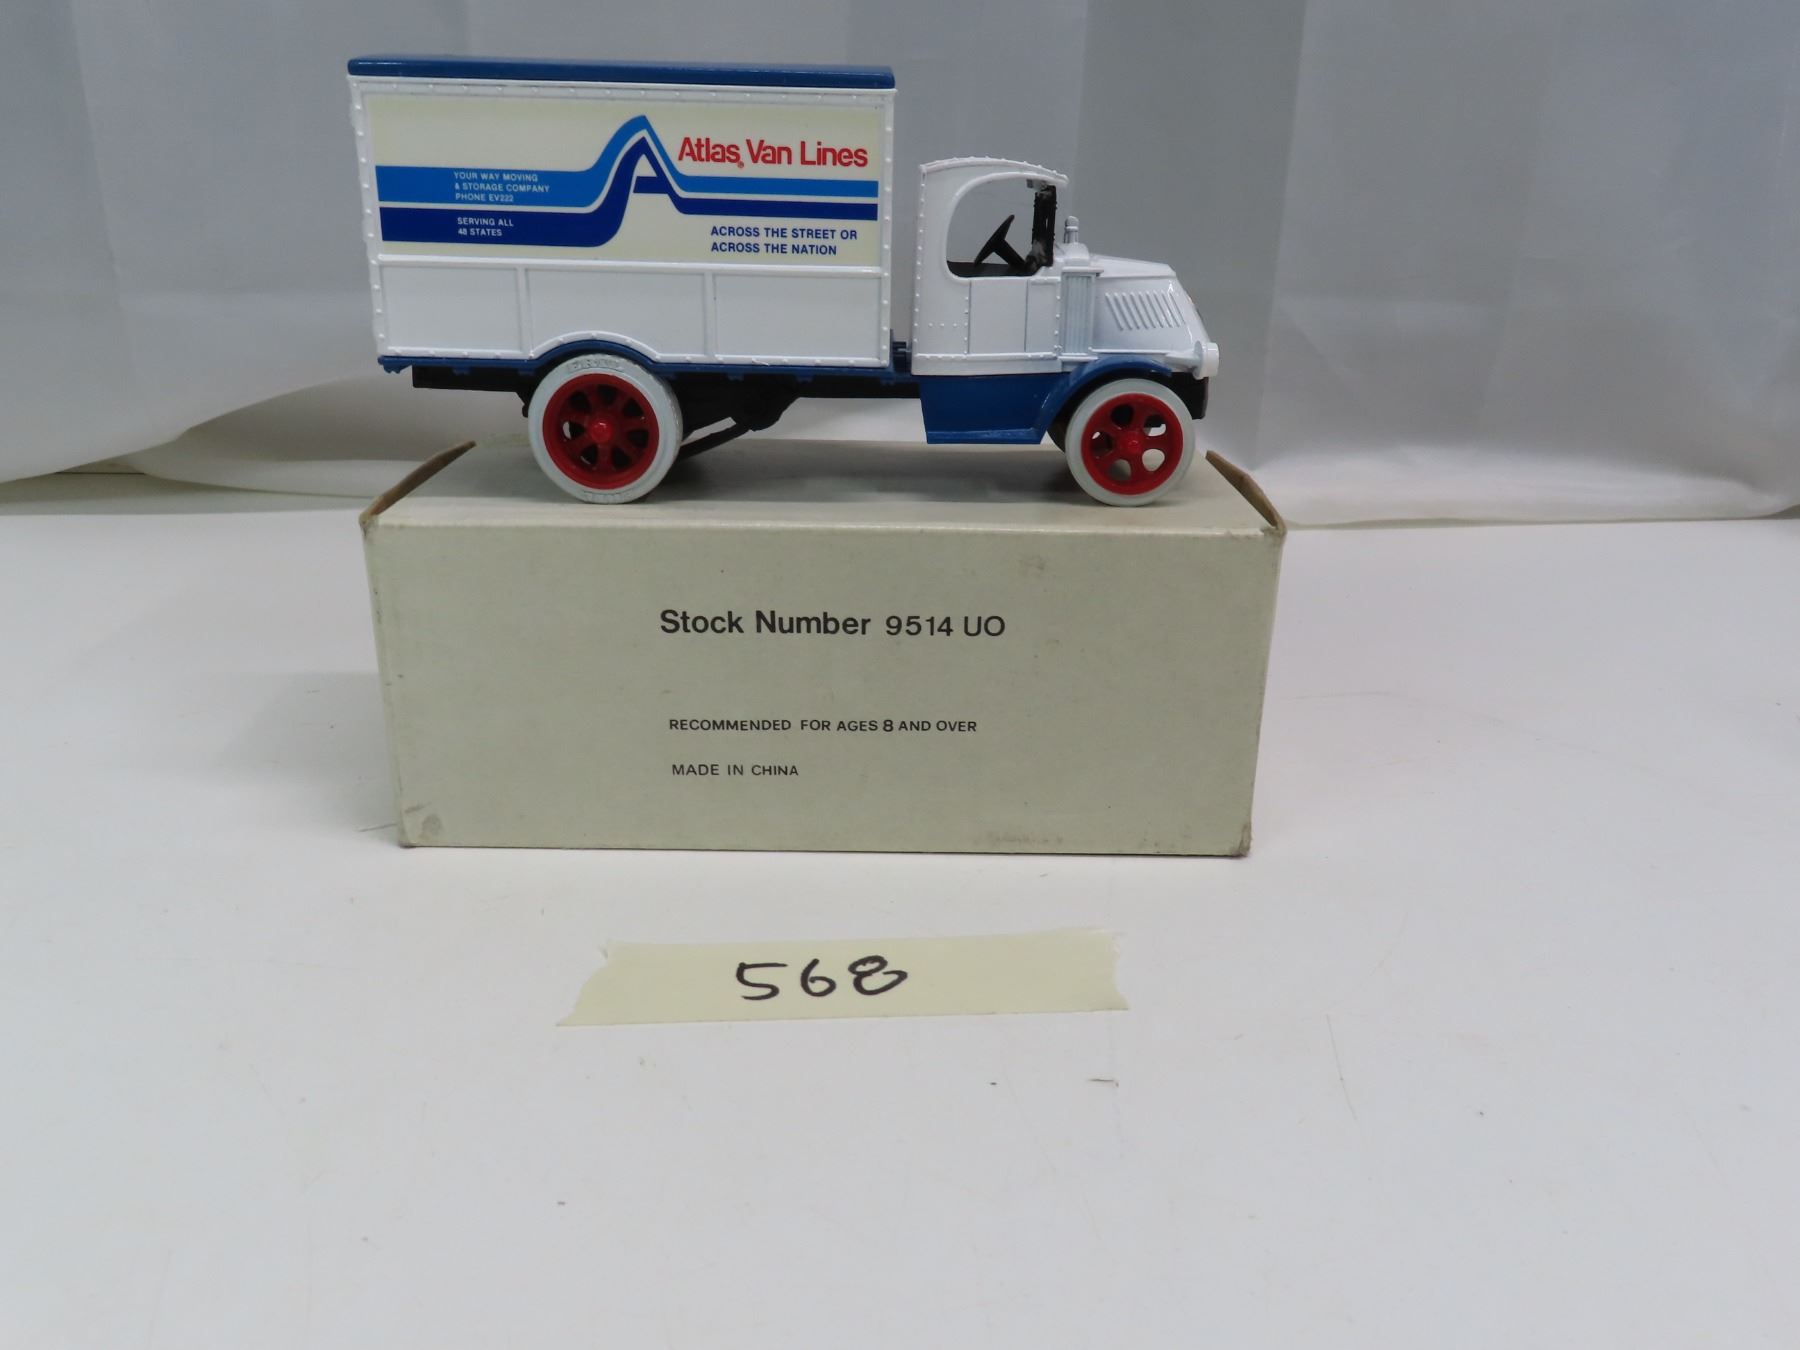 Atlas Van Lines
YOUR WAY MOVING
& STORAGE COMPANY
PHONE EV222
SERVING ALL
48 STATES
ACROSS THE STREET OR
ACROSS THE NATION
Stock Number 9514 UO
RECOMMENDED FOR AGES 8 AND OVER
MADE IN CHINA
568